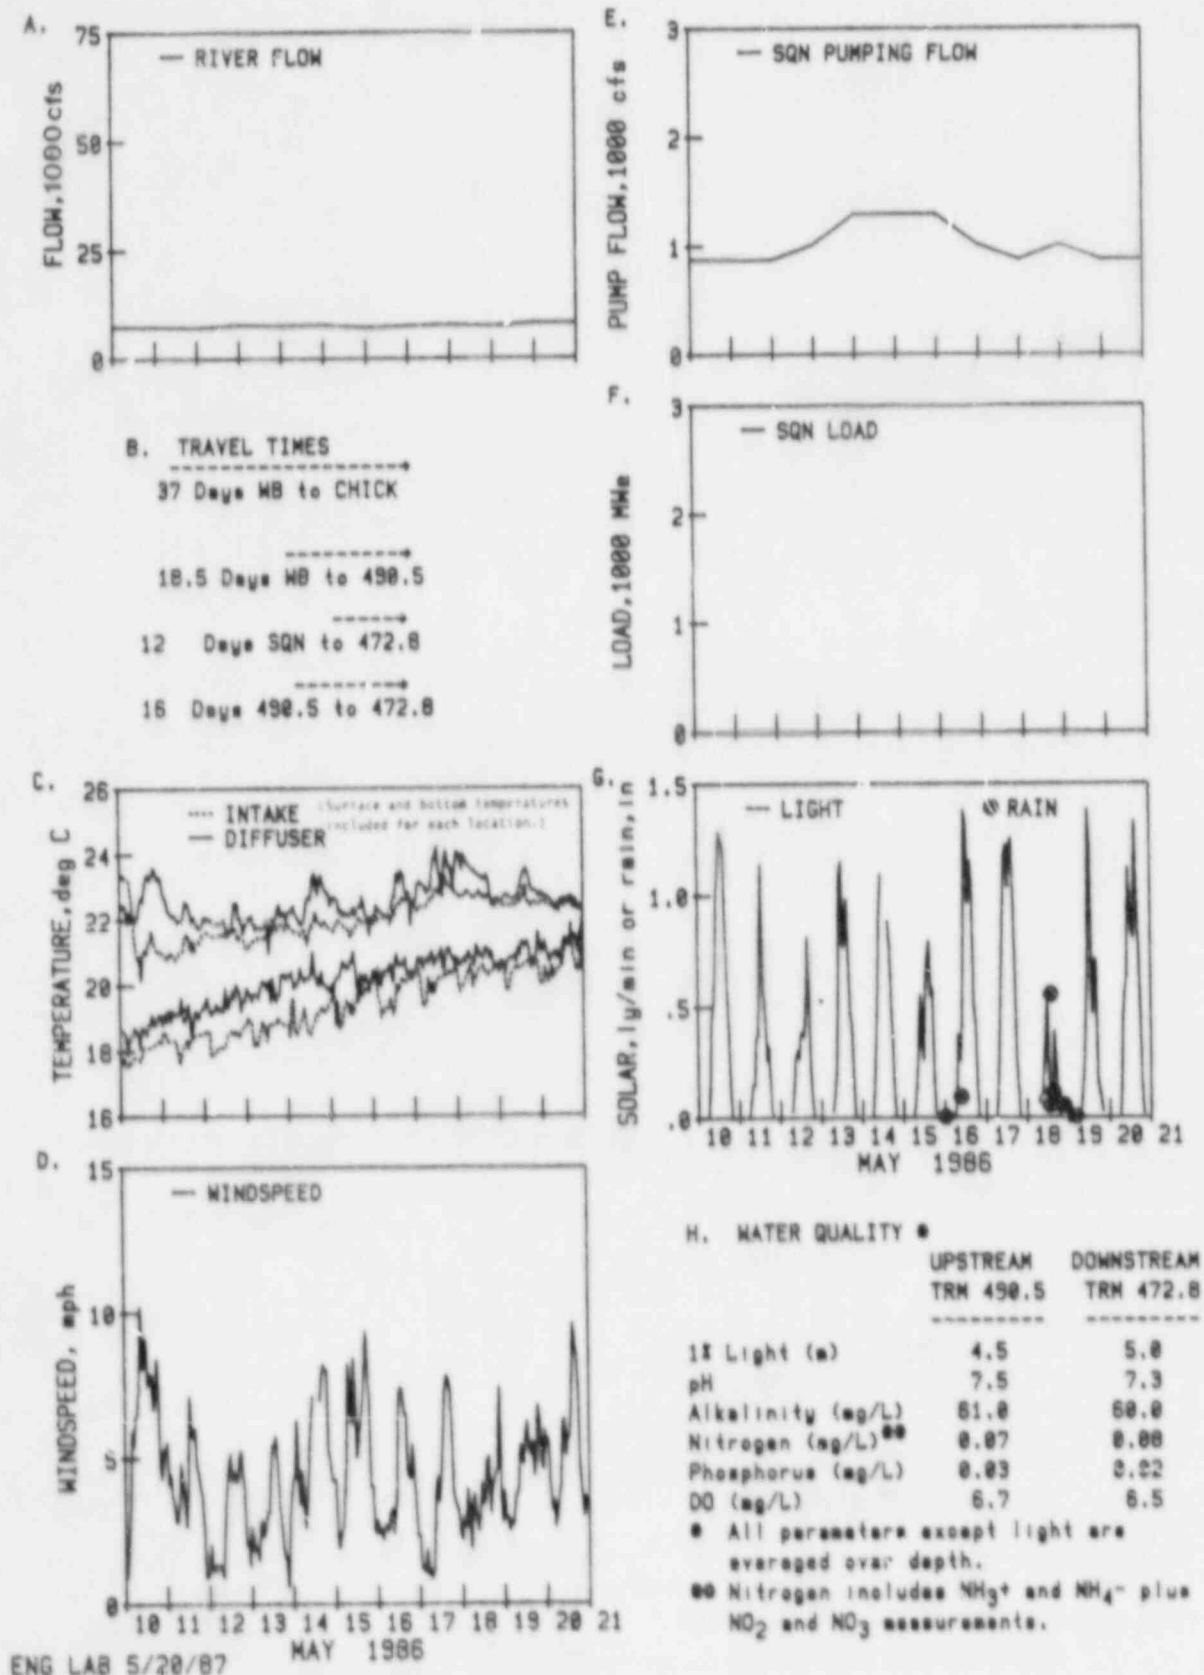 A.
75
50
25
0
FLOW,1000cfs
— RIVER FLOW
B. TRAVEL TIMES
37 Days WB to CHICK
18.5 Days WB to 490.5
12 Days SQN to 472.8
16 Days 490.5 to 472.8
C.
26
24
22
20
18
16
TEMPERATURE,deg C
---- INTAKE
— DIFFUSER
(Surface and bottom temperatures
included for each location.)
D.
15
10
5
0
WINDSPEED, mph
— WINDSPEED
10 11 12 13 14 15 16 17 18 19 20 21
MAY 1986
ENG LAB 5/20/87
E.
3
2
1
0
PUMP FLOW,1000 cfs
— SQN PUMPING FLOW
F.
3
2
1
0
LOAD,1000 MWe
— SQN LOAD
G.
1.5
1.0
.5
.0
SOLAR,ly/min or rain,in
— LIGHT
RAIN
10 11 12 13 14 15 16 17 18 19 20 21
MAY 1986
H. WATER QUALITY *
UPSTREAM DOWNSTREAM
TRM 490.5 TRM 472.8
--------- ---------
1% Light (m) 4.5 5.0
pH 7.5 7.3
Alkalinity (mg/L) 61.0 60.0
Nitrogen (mg/L)** 0.07 0.08
Phosphorus (mg/L) 0.03 0.02
DO (mg/L) 6.7 6.5
* All parameters except light are
averaged over depth.
** Nitrogen includes NH3+ and NH4- plus
NO2 and NO3 measurements.